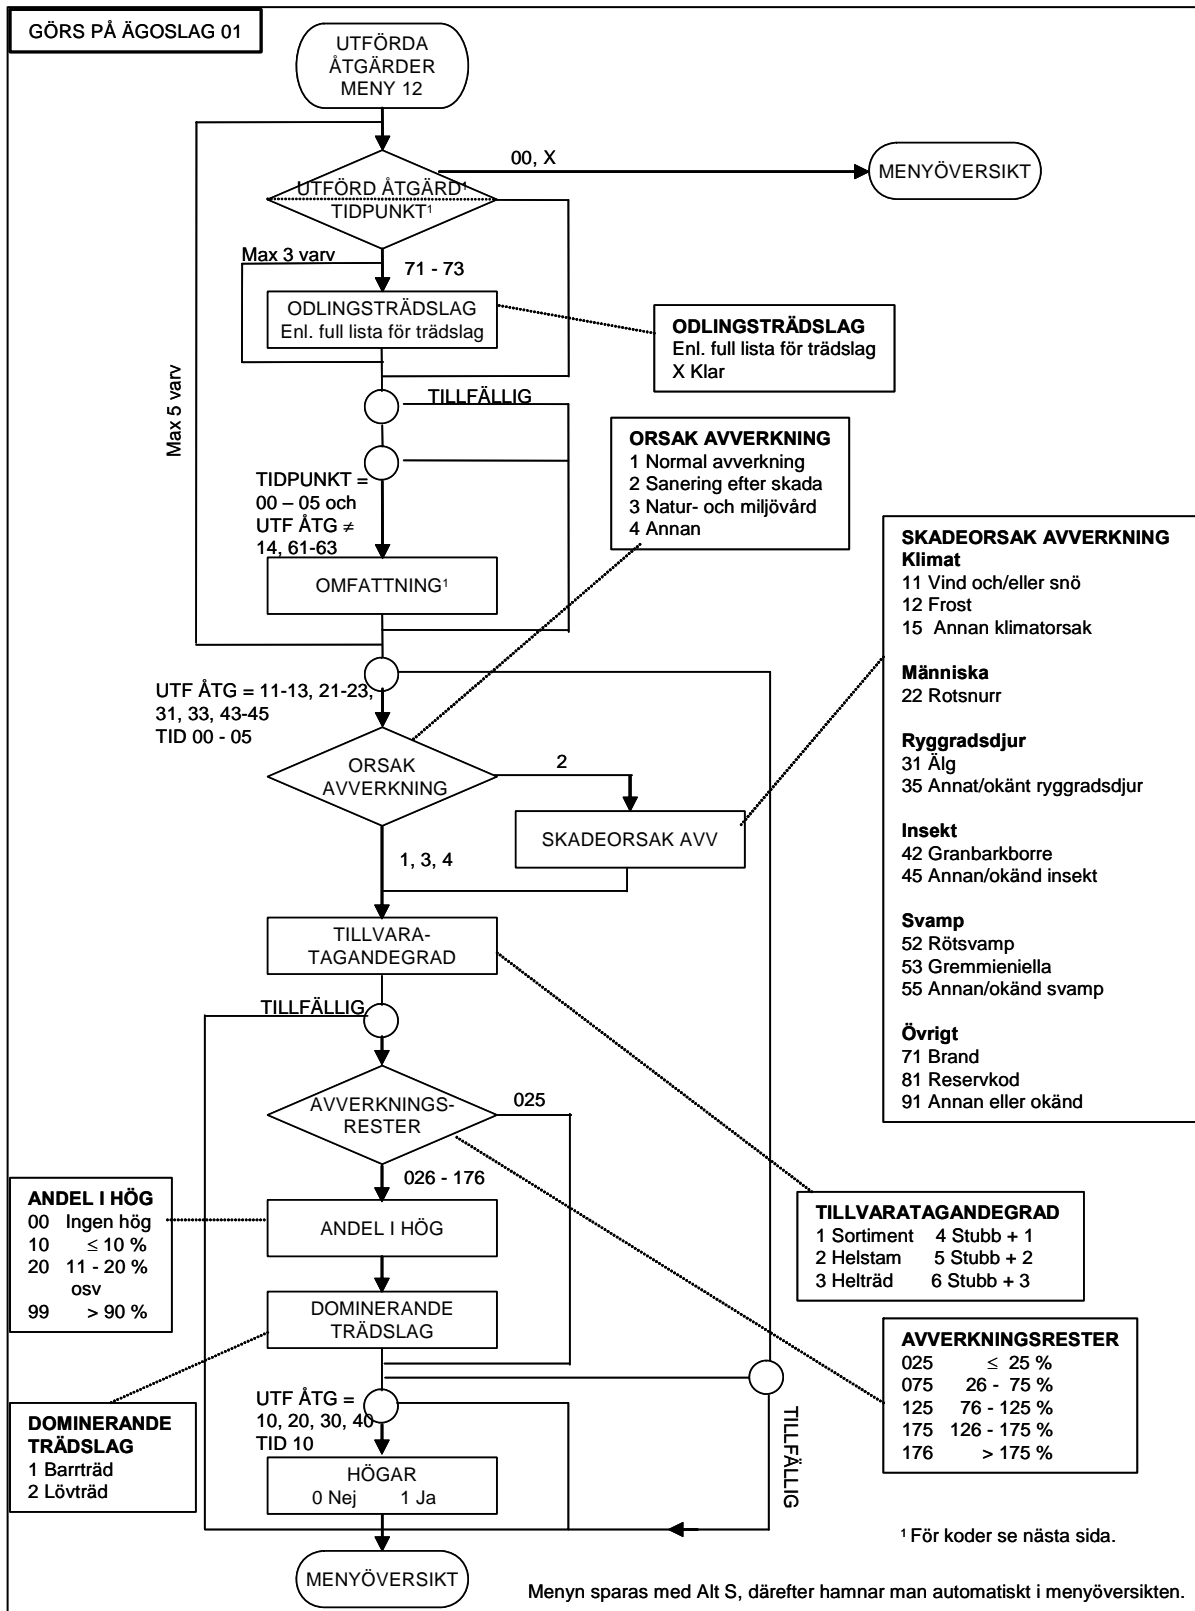 GÖRS PÅ ÄGOSLAG 01
UTFÖRDA
ÅTGÄRDER
MENY 12
00, X
MENYÖVERSIKT
UTFÖRD ÅTGÄRD¹
TIDPUNKT¹
Max 3 varv
71 - 73
ODLINGSTRÄDSLAG
Enl. full lista för trädslag
ODLINGSTRÄDSLAG
Enl. full lista för trädslag
X Klar
Max 5 varv
TILLFÄLLIG
TIDPUNKT =
00 – 05 och
UTF ÅTG ≠
14, 61-63
OMFATTNING¹
ORSAK AVVERKNING
1 Normal avverkning
2 Sanering efter skada
3 Natur- och miljövård
4 Annan
SKADEORSAK AVVERKNING
Klimat
11 Vind och/eller snö
12 Frost
15 Annan klimatorsak
Människa
22 Rotsnurr
Ryggradsdjur
31 Älg
35 Annat/okänt ryggradsdjur
Insekt
42 Granbarkborre
45 Annan/okänd insekt
Svamp
52 Rötsvamp
53 Gremmieniella
55 Annan/okänd svamp
Övrigt
71 Brand
81 Reservkod
91 Annan eller okänd
UTF ÅTG = 11-13, 21-23,
31, 33, 43-45
TID 00 - 05
ORSAK
AVVERKNING
2
SKADEORSAK AVV
1, 3, 4
TILLVARA-
TAGANDEGRAD
TILLFÄLLIG
AVVERKNINGS-
RESTER
025
026 - 176
ANDEL I HÖG
00 Ingen hög
10 ≤ 10 %
20 11 - 20 %
osv
99 > 90 %
ANDEL I HÖG
DOMINERANDE
TRÄDSLAG
TILLVARATAGANDEGRAD
1 Sortiment 4 Stubb + 1
2 Helstam 5 Stubb + 2
3 Helträd 6 Stubb + 3
AVVERKNINGSRESTER
025 ≤ 25 %
075 26 - 75 %
125 76 - 125 %
175 126 - 175 %
176 > 175 %
DOMINERANDE
TRÄDSLAG
1 Barrträd
2 Lövträd
UTF ÅTG =
10, 20, 30, 40
TID 10
TILLFÄLLIG
HÖGAR
0 Nej 1 Ja
MENYÖVERSIKT
¹ För koder se nästa sida.
Menyn sparas med Alt S, därefter hamnar man automatiskt i menyöversikten.